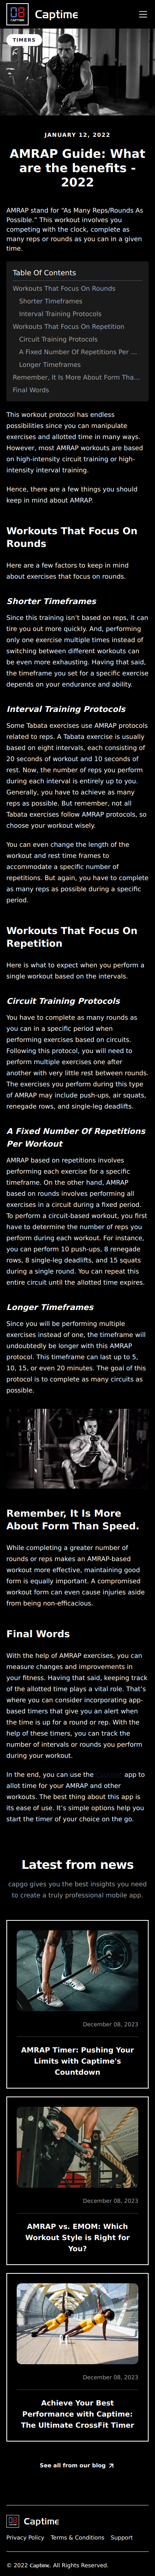 08
Captime
TIMERS
JANUARY 12, 2022
AMRAP Guide: What
are the benefits -
2022
AMRAP stand for “As Many Reps/Rounds As
Possible.” This workout involves you
competing with the clock, complete as
many reps or rounds as you can in a given
time.
Table Of Contents
Workouts That Focus On Rounds
Shorter Timeframes
Interval Training Protocols
Workouts That Focus On Repetition
Circuit Training Protocols
A Fixed Number Of Repetitions Per ...
Longer Timeframes
Remember, It Is More About Form Tha...
Final Words
This workout protocol has endless
possibilities since you can manipulate
exercises and allotted time in many ways.
However, most AMRAP workouts are based
on high-intensity circuit training or high-
intensity interval training.
Hence, there are a few things you should
keep in mind about AMRAP.
Workouts That Focus On
Rounds
Here are a few factors to keep in mind
about exercises that focus on rounds.
Shorter Timeframes
Since this training isn’t based on reps, it can
tire you out more quickly. And, performing
only one exercise multiple times instead of
switching between different workouts can
be even more exhausting. Having that said,
the timeframe you set for a specific exercise
depends on your endurance and ability.
Interval Training Protocols
Some Tabata exercises use AMRAP protocols
related to reps. A Tabata exercise is usually
based on eight intervals, each consisting of
20 seconds of workout and 10 seconds of
rest. Now, the number of reps you perform
during each interval is entirely up to you.
Generally, you have to achieve as many
reps as possible. But remember, not all
Tabata exercises follow AMRAP protocols, so
choose your workout wisely.
You can even change the length of the
workout and rest time frames to
accommodate a specific number of
repetitions. But again, you have to complete
as many reps as possible during a specific
period.
Workouts That Focus On
Repetition
Here is what to expect when you perform a
single workout based on the intervals.
Circuit Training Protocols
You have to complete as many rounds as
you can in a specific period when
performing exercises based on circuits.
Following this protocol, you will need to
perform multiple exercises one after
another with very little rest between rounds.
The exercises you perform during this type
of AMRAP may include push-ups, air squats,
renegade rows, and single-leg deadlifts.
A Fixed Number Of Repetitions
Per Workout
AMRAP based on repetitions involves
performing each exercise for a specific
timeframe. On the other hand, AMRAP
based on rounds involves performing all
exercises in a circuit during a fixed period.
To perform a circuit-based workout, you first
have to determine the number of reps you
perform during each workout. For instance,
you can perform 10 push-ups, 8 renegade
rows, 8 single-leg deadlifts, and 15 squats
during a single round. You can repeat this
entire circuit until the allotted time expires.
Longer Timeframes
Since you will be performing multiple
exercises instead of one, the timeframe will
undoubtedly be longer with this AMRAP
protocol. This timeframe can last up to 5,
10, 15, or even 20 minutes. The goal of this
protocol is to complete as many circuits as
possible.
Remember, It Is More
About Form Than Speed.
While completing a greater number of
rounds or reps makes an AMRAP-based
workout more effective, maintaining good
form is equally important. A compromised
workout form can even cause injuries aside
from being non-efficacious.
Final Words
With the help of AMRAP exercises, you can
measure changes and improvements in
your fitness. Having that said, keeping track
of the allotted time plays a vital role. That’s
where you can consider incorporating app-
based timers that give you an alert when
the time is up for a round or rep. With the
help of these timers, you can track the
number of intervals or rounds you perform
during your workout.
In the end, you can use the app to
allot time for your AMRAP and other
workouts. The best thing about this app is
its ease of use. It’s simple options help you
start the timer of your choice on the go.
Latest from news
capgo gives you the best insights you need
to create a truly professional mobile app.
December 08, 2023
AMRAP Timer: Pushing Your
Limits with Captime's
Countdown
December 08, 2023
AMRAP vs. EMOM: Which
Workout Style is Right for
You?
December 08, 2023
Achieve Your Best
Performance with Captime:
The Ultimate CrossFit Timer
See all from our blog
08
Captime
Privacy Policy Terms & Conditions Support
© 2022 Captime. All Rights Reserved.